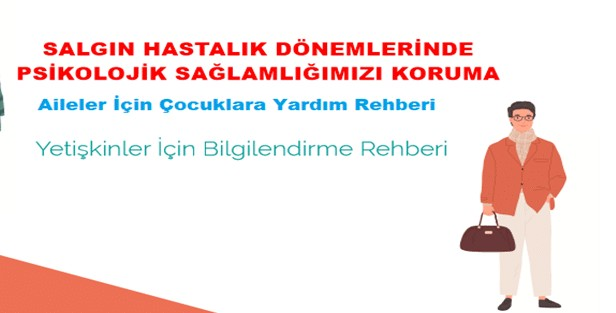 SALGIN HASTALIK DÖNEMLERİNDE
PSİKOLOJİK SAĞLAMLIĞIMIZI KORUMA
Aileler İçin Çocuklara Yardım Rehberi
Yetişkinler İçin Bilgilendirme Rehberi